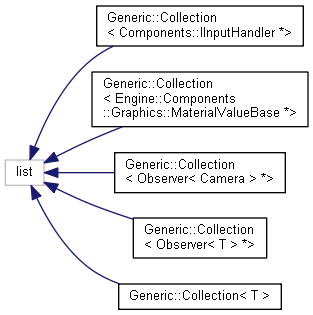 Generic::Collection
< Components::IInputHandler *>
Generic::Collection
< Engine::Components
::Graphics::MaterialValueBase *>
list
Generic::Collection
< Observer< Camera > *>
Generic::Collection
< Observer< T > *>
Generic::Collection< T >